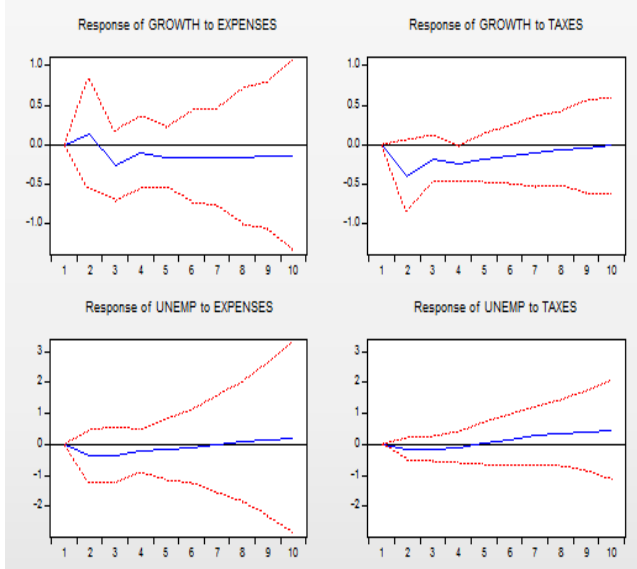 Response of GROWTH to EXPENSES
1.0
0.5
0.0
-0.5
-1.0
1 2 3 4 5 6 7 8 9 10
Response of GROWTH to TAXES
1.0
0.5
0.0
-0.5
-1.0
1 2 3 4 5 6 7 8 9 10
Response of UNEMP to EXPENSES
3
2
1
0
-1
-2
1 2 3 4 5 6 7 8 9 10
Response of UNEMP to TAXES
3
2
1
0
-1
-2
1 2 3 4 5 6 7 8 9 10